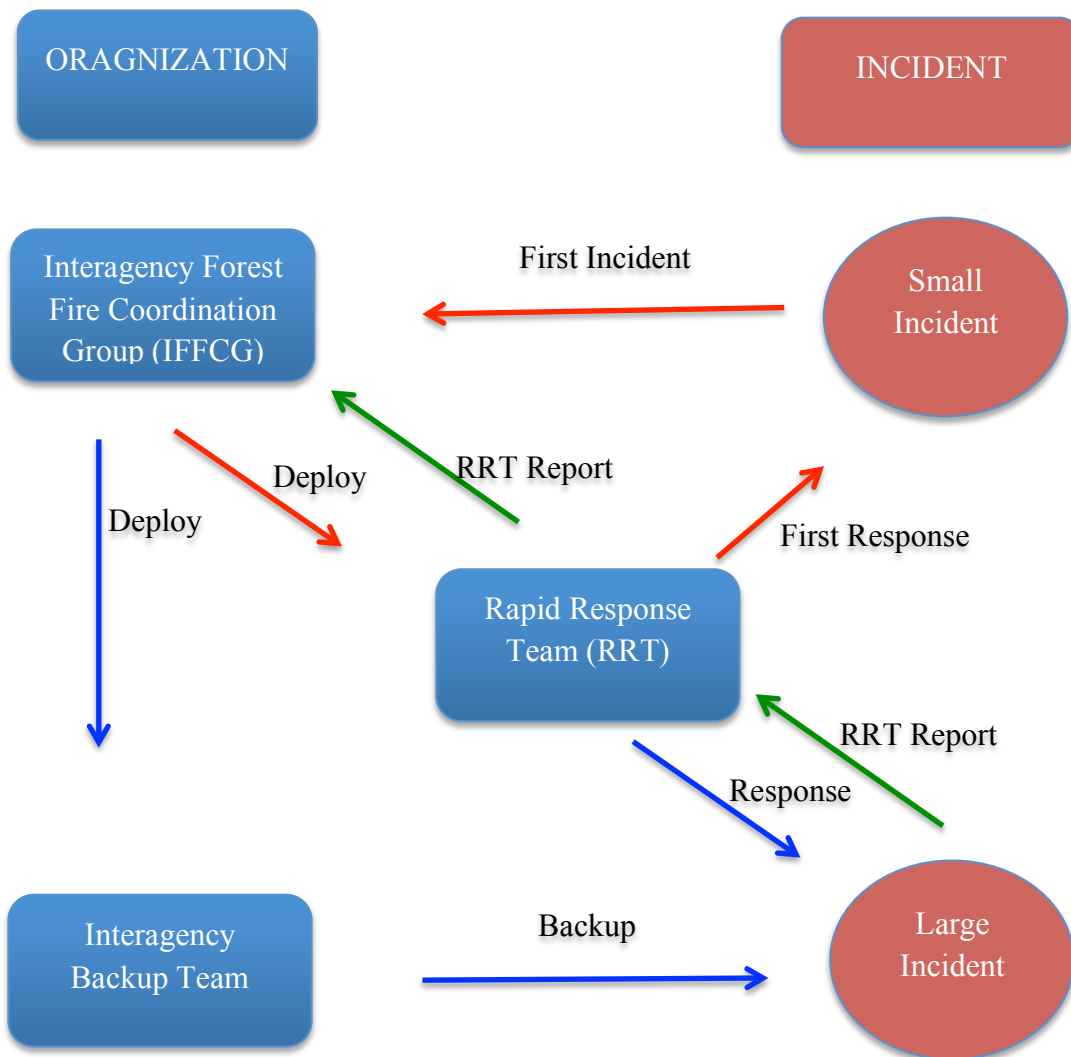 ORAGNIZATION
INCIDENT
First Incident
Interagency Forest
Fire Coordination
Group (IFFCG)
Small
Incident
Deploy
RRT Report
Deploy
First Response
Rapid Response
Team (RRT)
RRT Report
Response
Interagency
Backup Team
Backup
Large
Incident